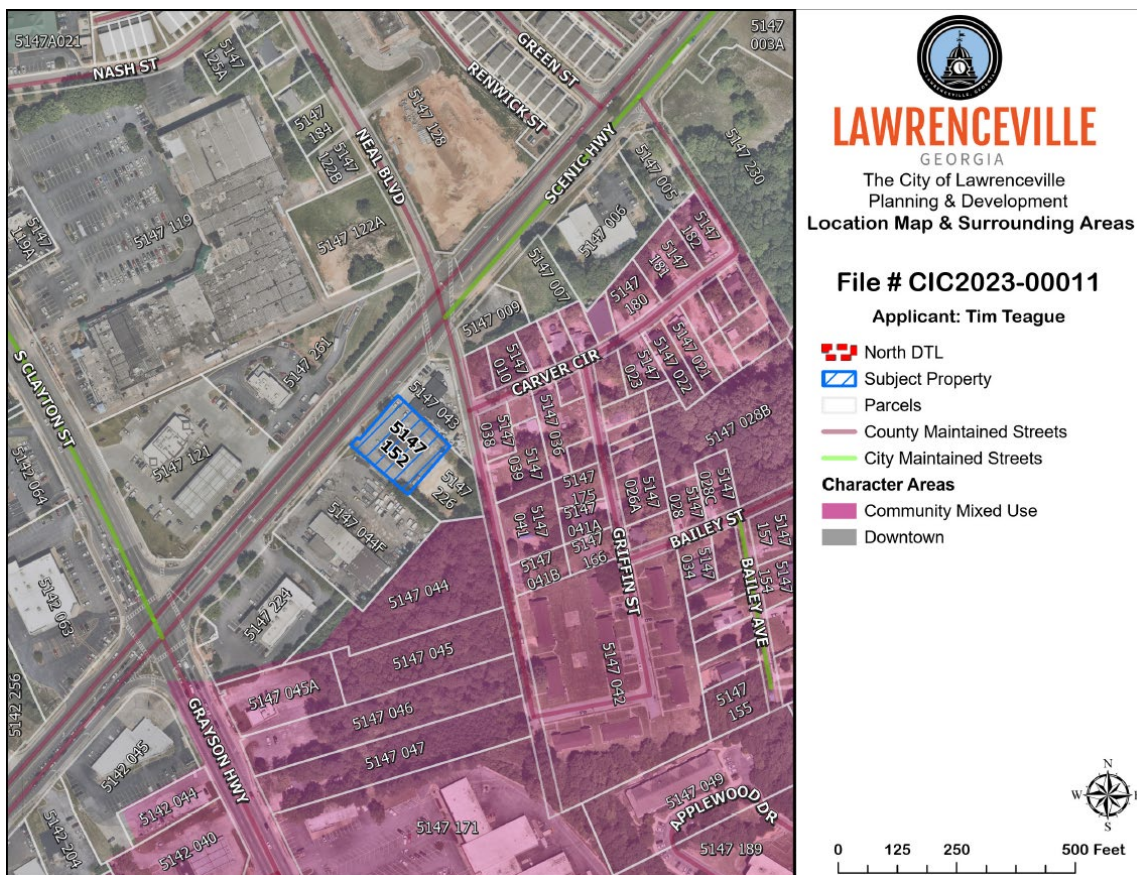 5147A021
5147
125A
NASH ST
5147
184
5147
122B
NEAL BLVD
5147 128
GREEN ST
RENWICK ST
SCENIC HWY
5147
003A
5147 230
5147 005
5147 006
5147
182
5147
181
5147
180
5147 007
5147 009
5147 122A
5147 119
5147
119A
S CLAYTON ST
5147 261
5147 121
5142 064
5147 043
5147
152
5147
226
5147 044F
5147
010
CARVER CIR
5147
023
5147
022
5147 021
5147
038
5147
039
5147 036
5147 028B
5147
175
5147
041A
5147
166
5147
041
5147
041B
5147
026A
5147
028
5147
028C
BAILEY ST
5147
157
5147
154
5147
034
GRIFFIN ST
BAILEY AVE
5147 044
5147 224
5142 063
5147 045
5147 045A
5147 046
5147 047
5147 042
5147
155
5142 256
5142 045
GRAYSON HWY
5142 044
5142 040
5142 204
5147 171
5147 049
APPLEWOOD DR
5147 189
LAWRENCEVILLE
GEORGIA
The City of Lawrenceville
Planning & Development
Location Map & Surrounding Areas
File # CIC2023-00011
Applicant: Tim Teague
North DTL
Subject Property
Parcels
County Maintained Streets
City Maintained Streets
Character Areas
Community Mixed Use
Downtown
N
W E
S
0 125 250 500 Feet